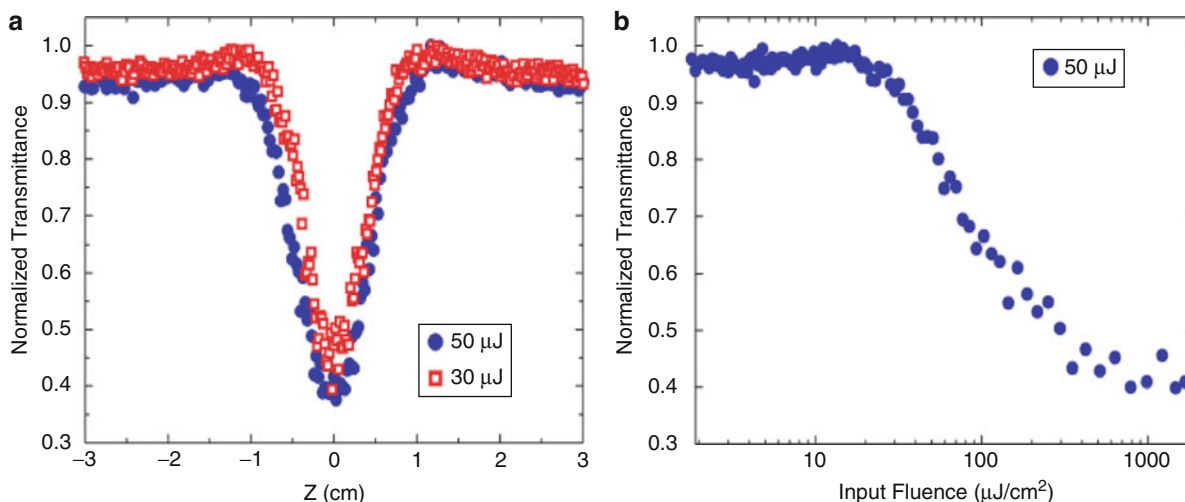 a
1.0
0.9
0.8
0.7
0.6
0.5
0.4
0.3
Normalized Transmittance
50 μJ
30 μJ
–3 –2 –1 0 1 2 3
Z (cm)
b
1.0
0.9
0.8
0.7
0.6
0.5
0.4
0.3
Normalized Transmittance
50 μJ
10 100 1000
Input Fluence (μJ/cm²)